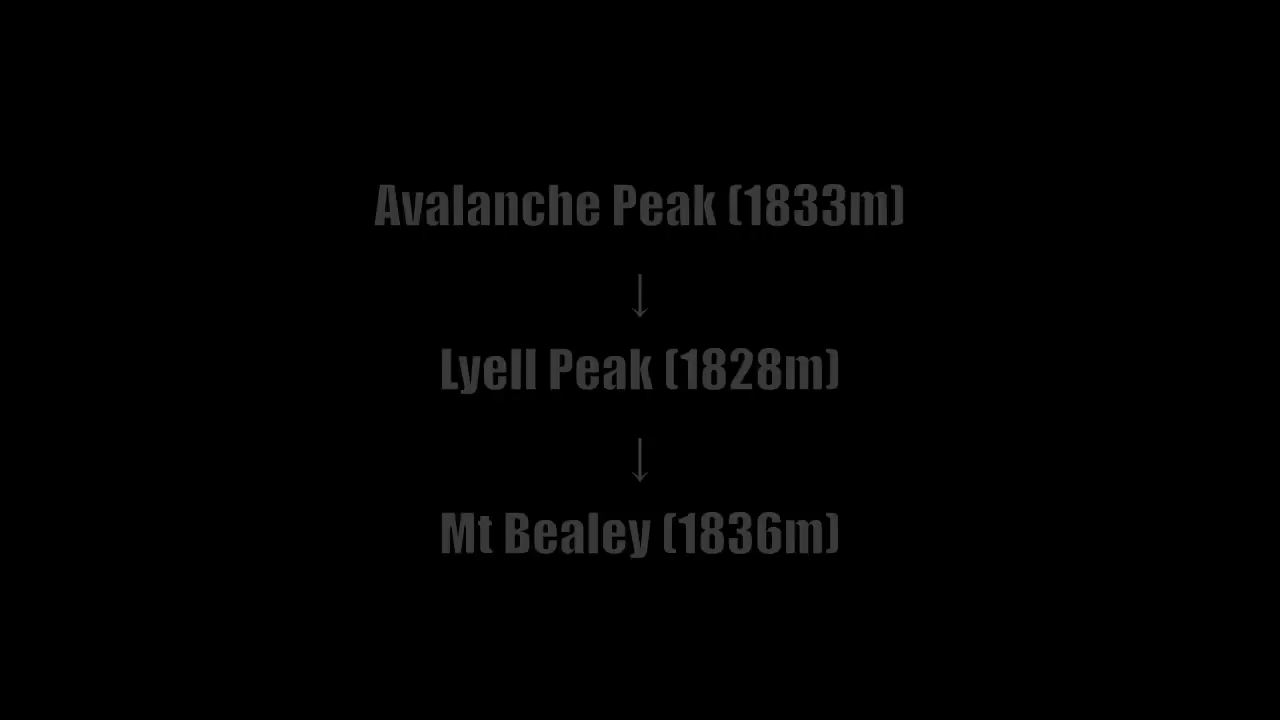 Avalanche Peak (1833m)
↓
Lyell Peak (1828m)
↓
Mt Bealey (1836m)